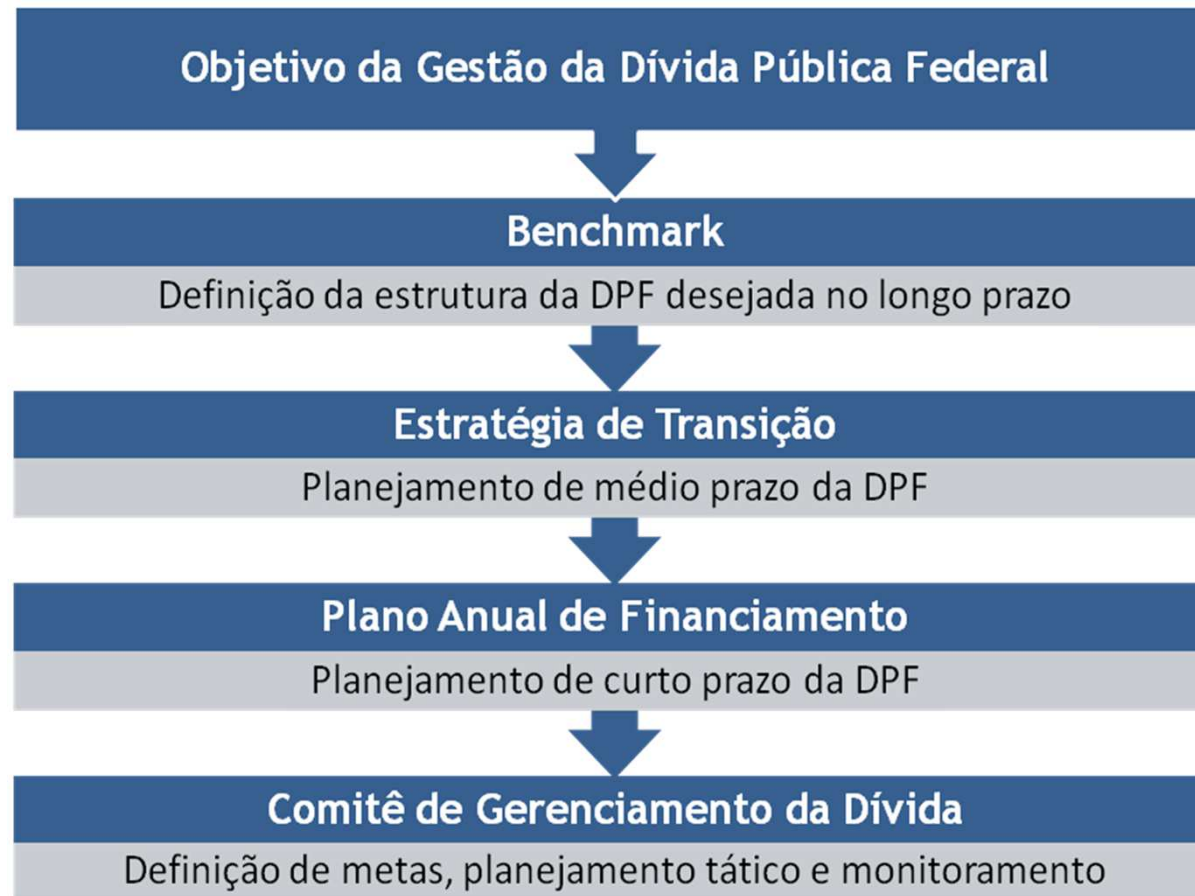 Objetivo da Gestão da Dívida Pública Federal
Benchmark
Definição da estrutura da DPF desejada no longo prazo
Estratégia de Transição
Planejamento de médio prazo da DPF
Plano Anual de Financiamento
Planejamento de curto prazo da DPF
Comitê de Gerenciamento da Dívida
Definição de metas, planejamento tático e monitoramento